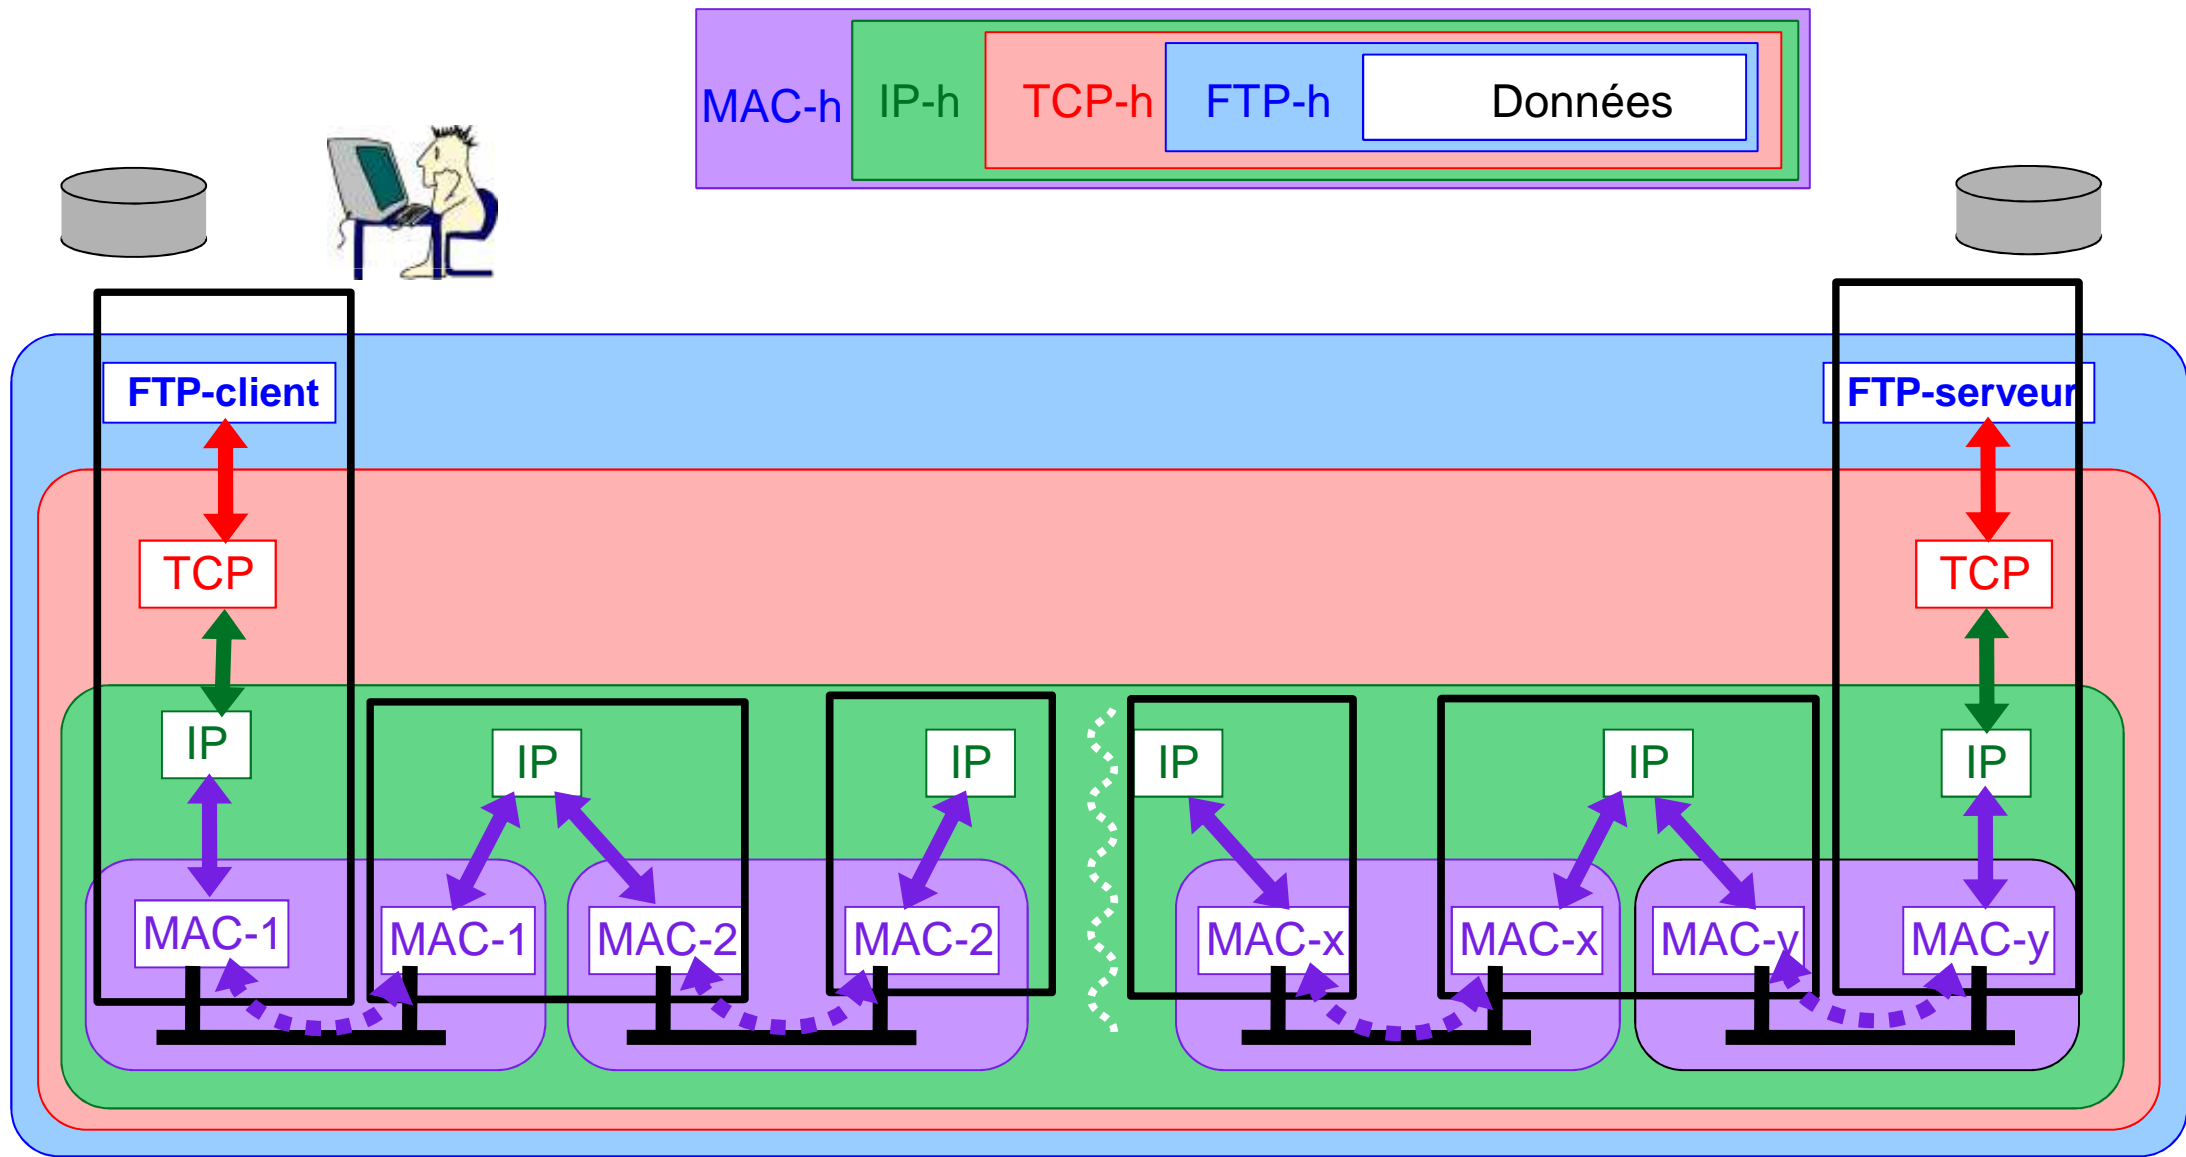 MAC-h IP-h TCP-h FTP-h Données
FTP-client FTP-serveur
TCP TCP
IP IP IP IP IP IP
MAC-1 MAC-1 MAC-2 MAC-2 MAC-x MAC-x MAC-y MAC-y